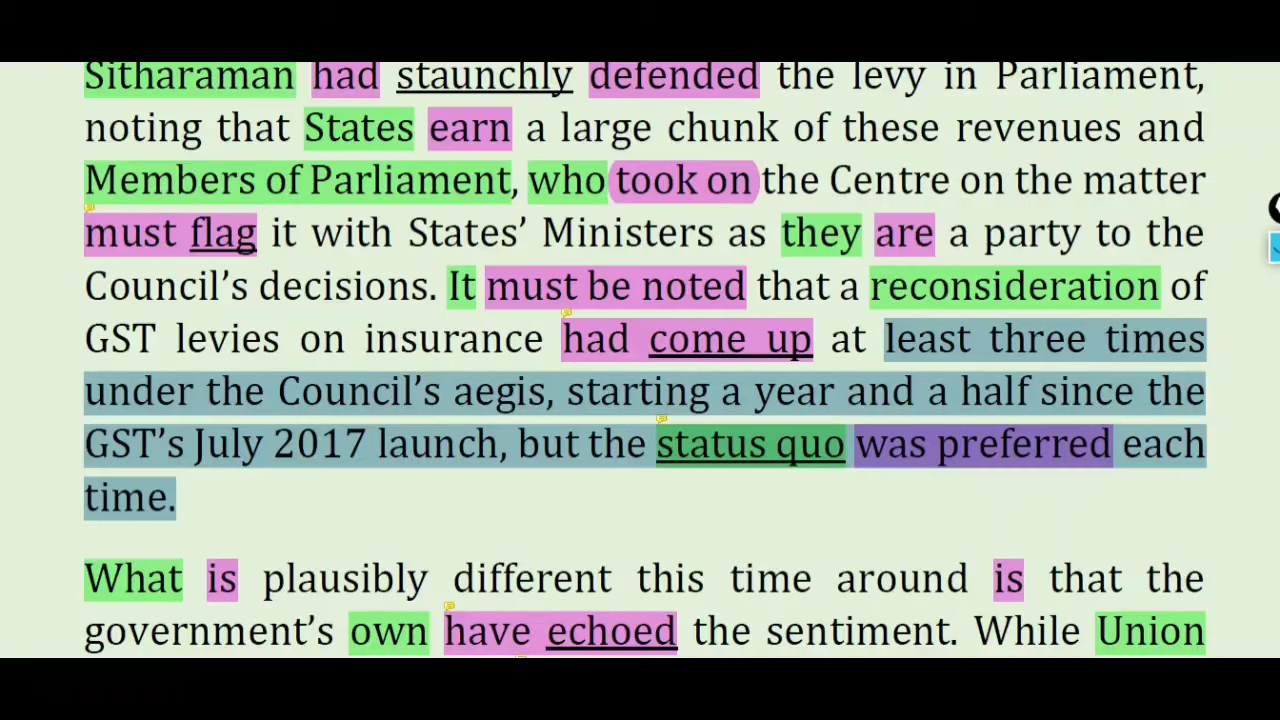 Sitharaman had staunchly defended the levy in Parliament,
noting that States earn a large chunk of these revenues and
Members of Parliament, who took on the Centre on the matter
must flag it with States’ Ministers as they are a party to the
Council’s decisions. It must be noted that a reconsideration of
GST levies on insurance had come up at least three times
under the Council’s aegis, starting a year and a half since the
GST’s July 2017 launch, but the status quo was preferred each
time.
What is plausibly different this time around is that the
government’s own have echoed the sentiment. While Union